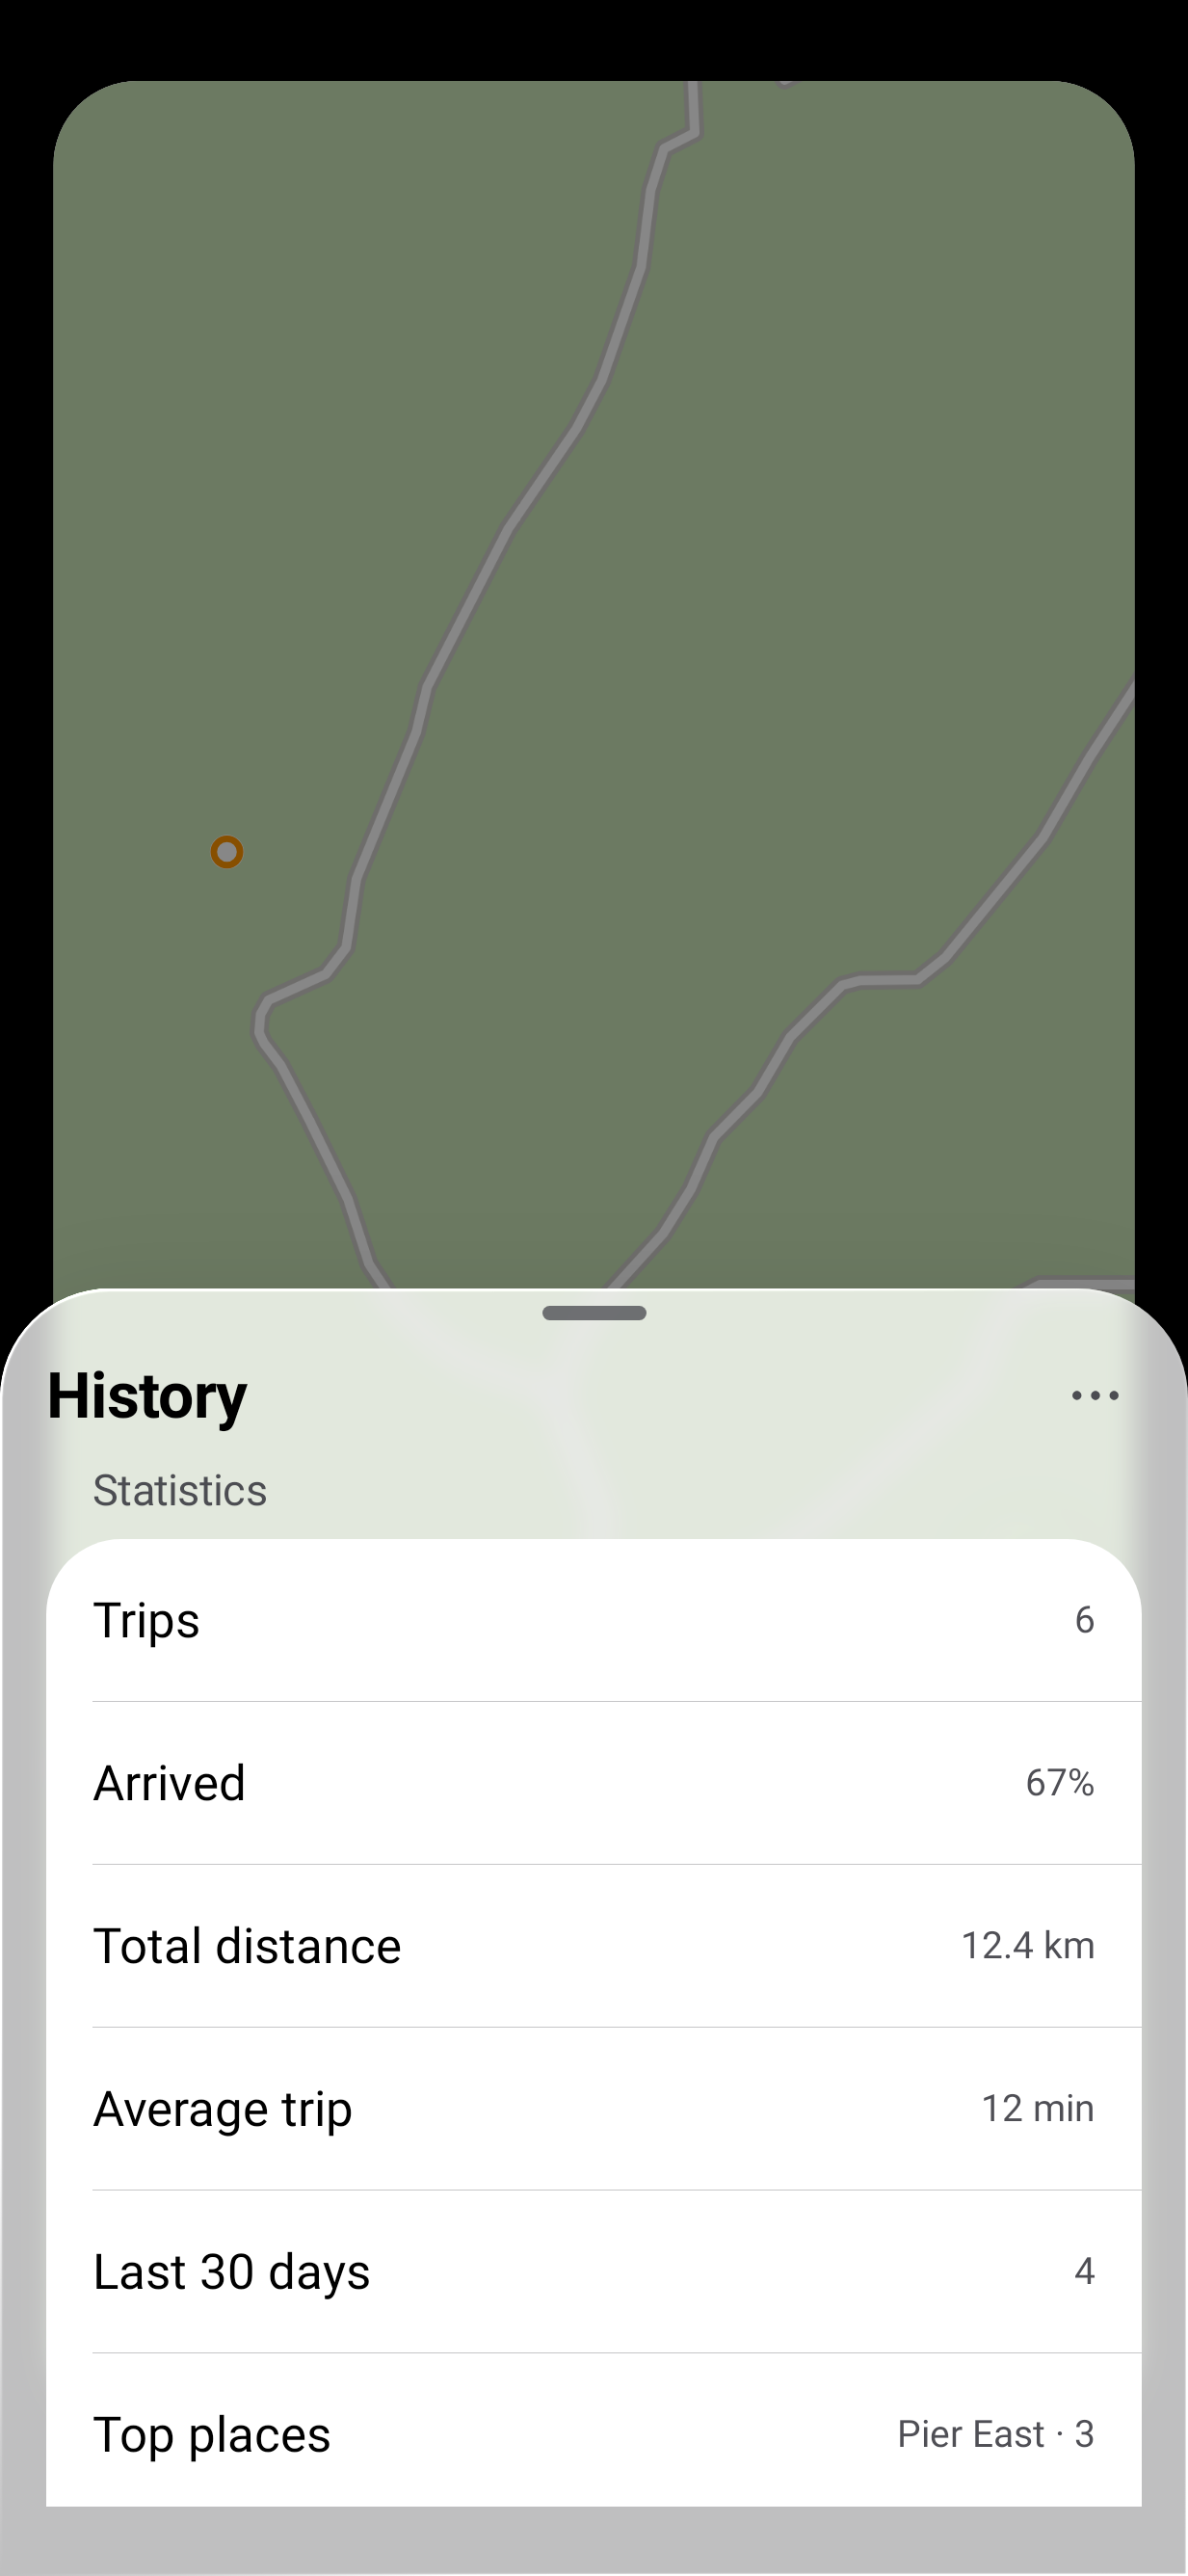 History
Statistics
Trips 6
Arrived 67%
Total distance 12.4 km
Average trip 12 min
Last 30 days 4
Top places Pier East · 3